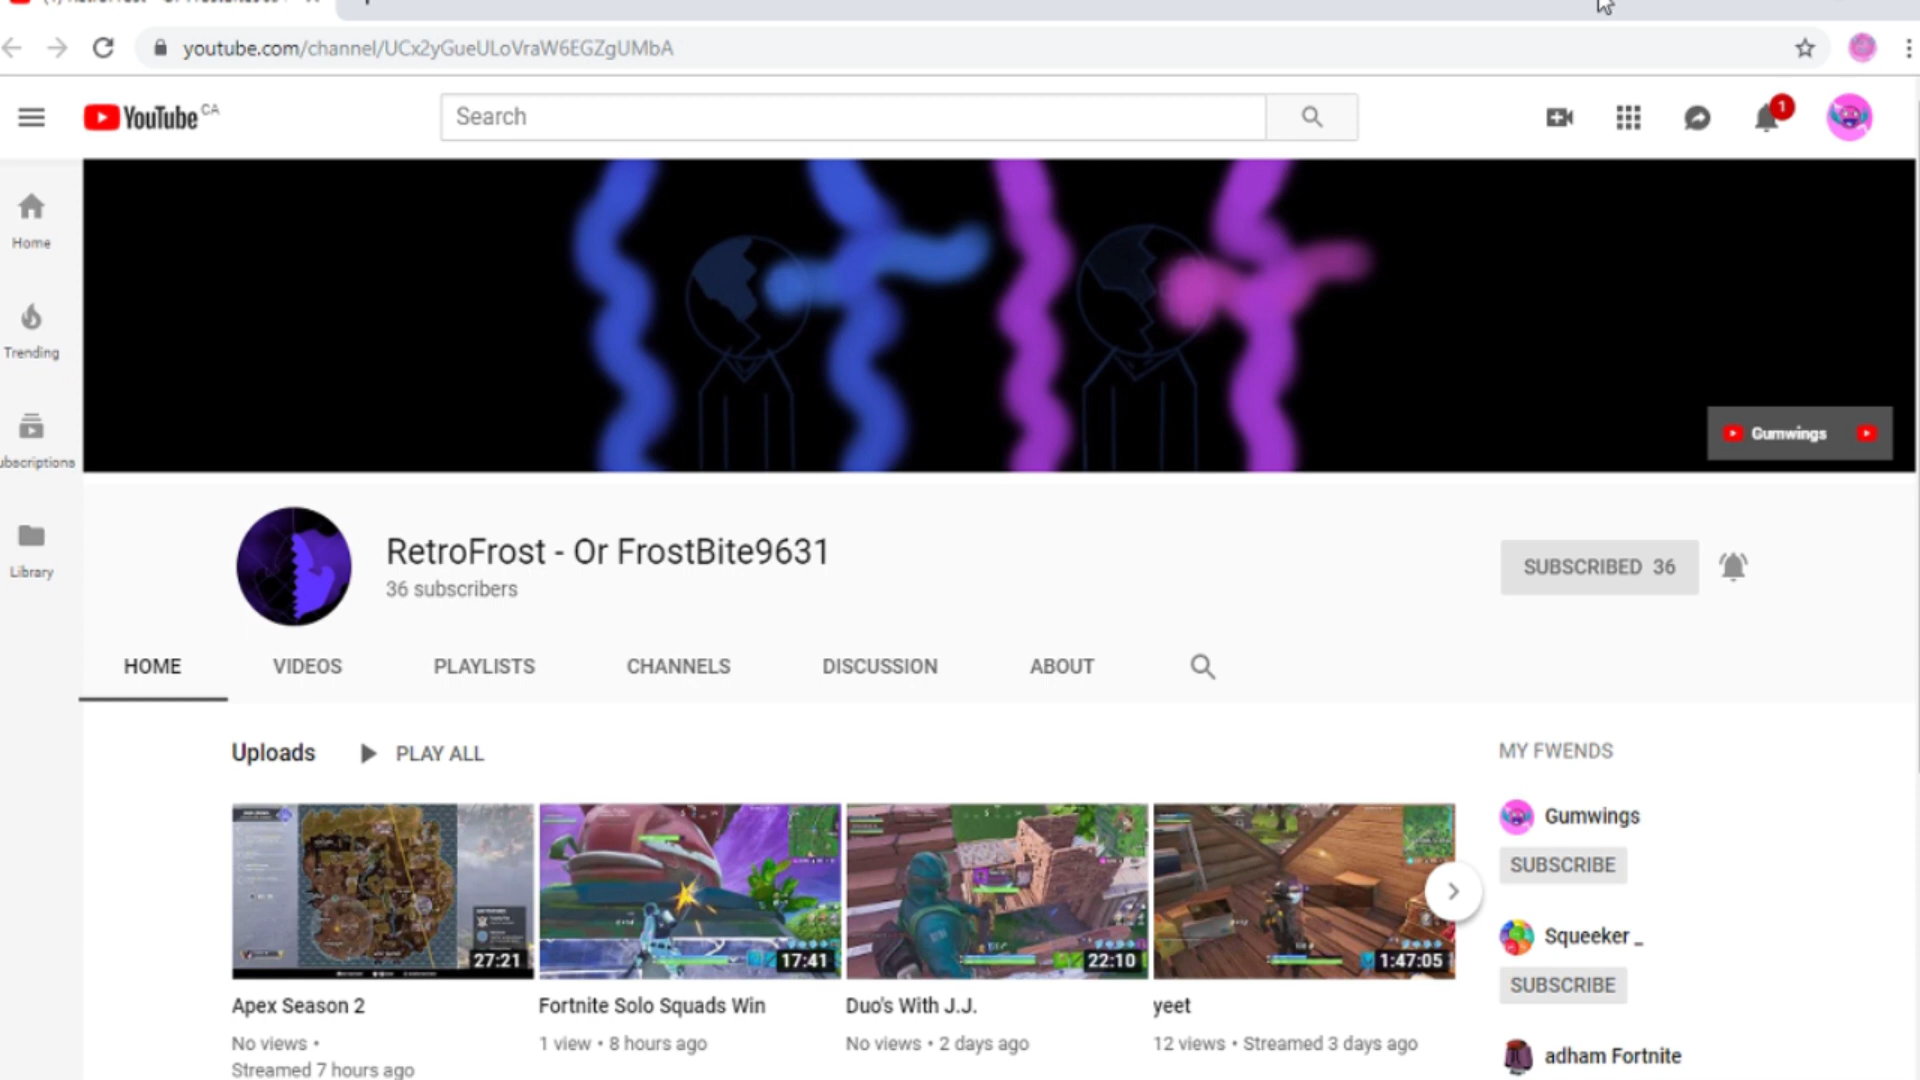 youtube.com/channel/UCx2yGueULoVraW6EGZgUMbA
YouTube CA
Search
1
Home
Trending
ubscriptions
Library
Gumwings
RetroFrost - Or FrostBite9631
36 subscribers
SUBSCRIBED 36
HOME VIDEOS PLAYLISTS CHANNELS DISCUSSION ABOUT
Uploads PLAY ALL
27:21
17:41
22:10
1:47:05
Apex Season 2
No views •
Streamed 7 hours ago
Fortnite Solo Squads Win
1 view • 8 hours ago
Duo's With J.J.
No views • 2 days ago
yeet
12 views • Streamed 3 days ago
MY FWENDS
Gumwings
SUBSCRIBE
Squeeker _
SUBSCRIBE
adham Fortnite